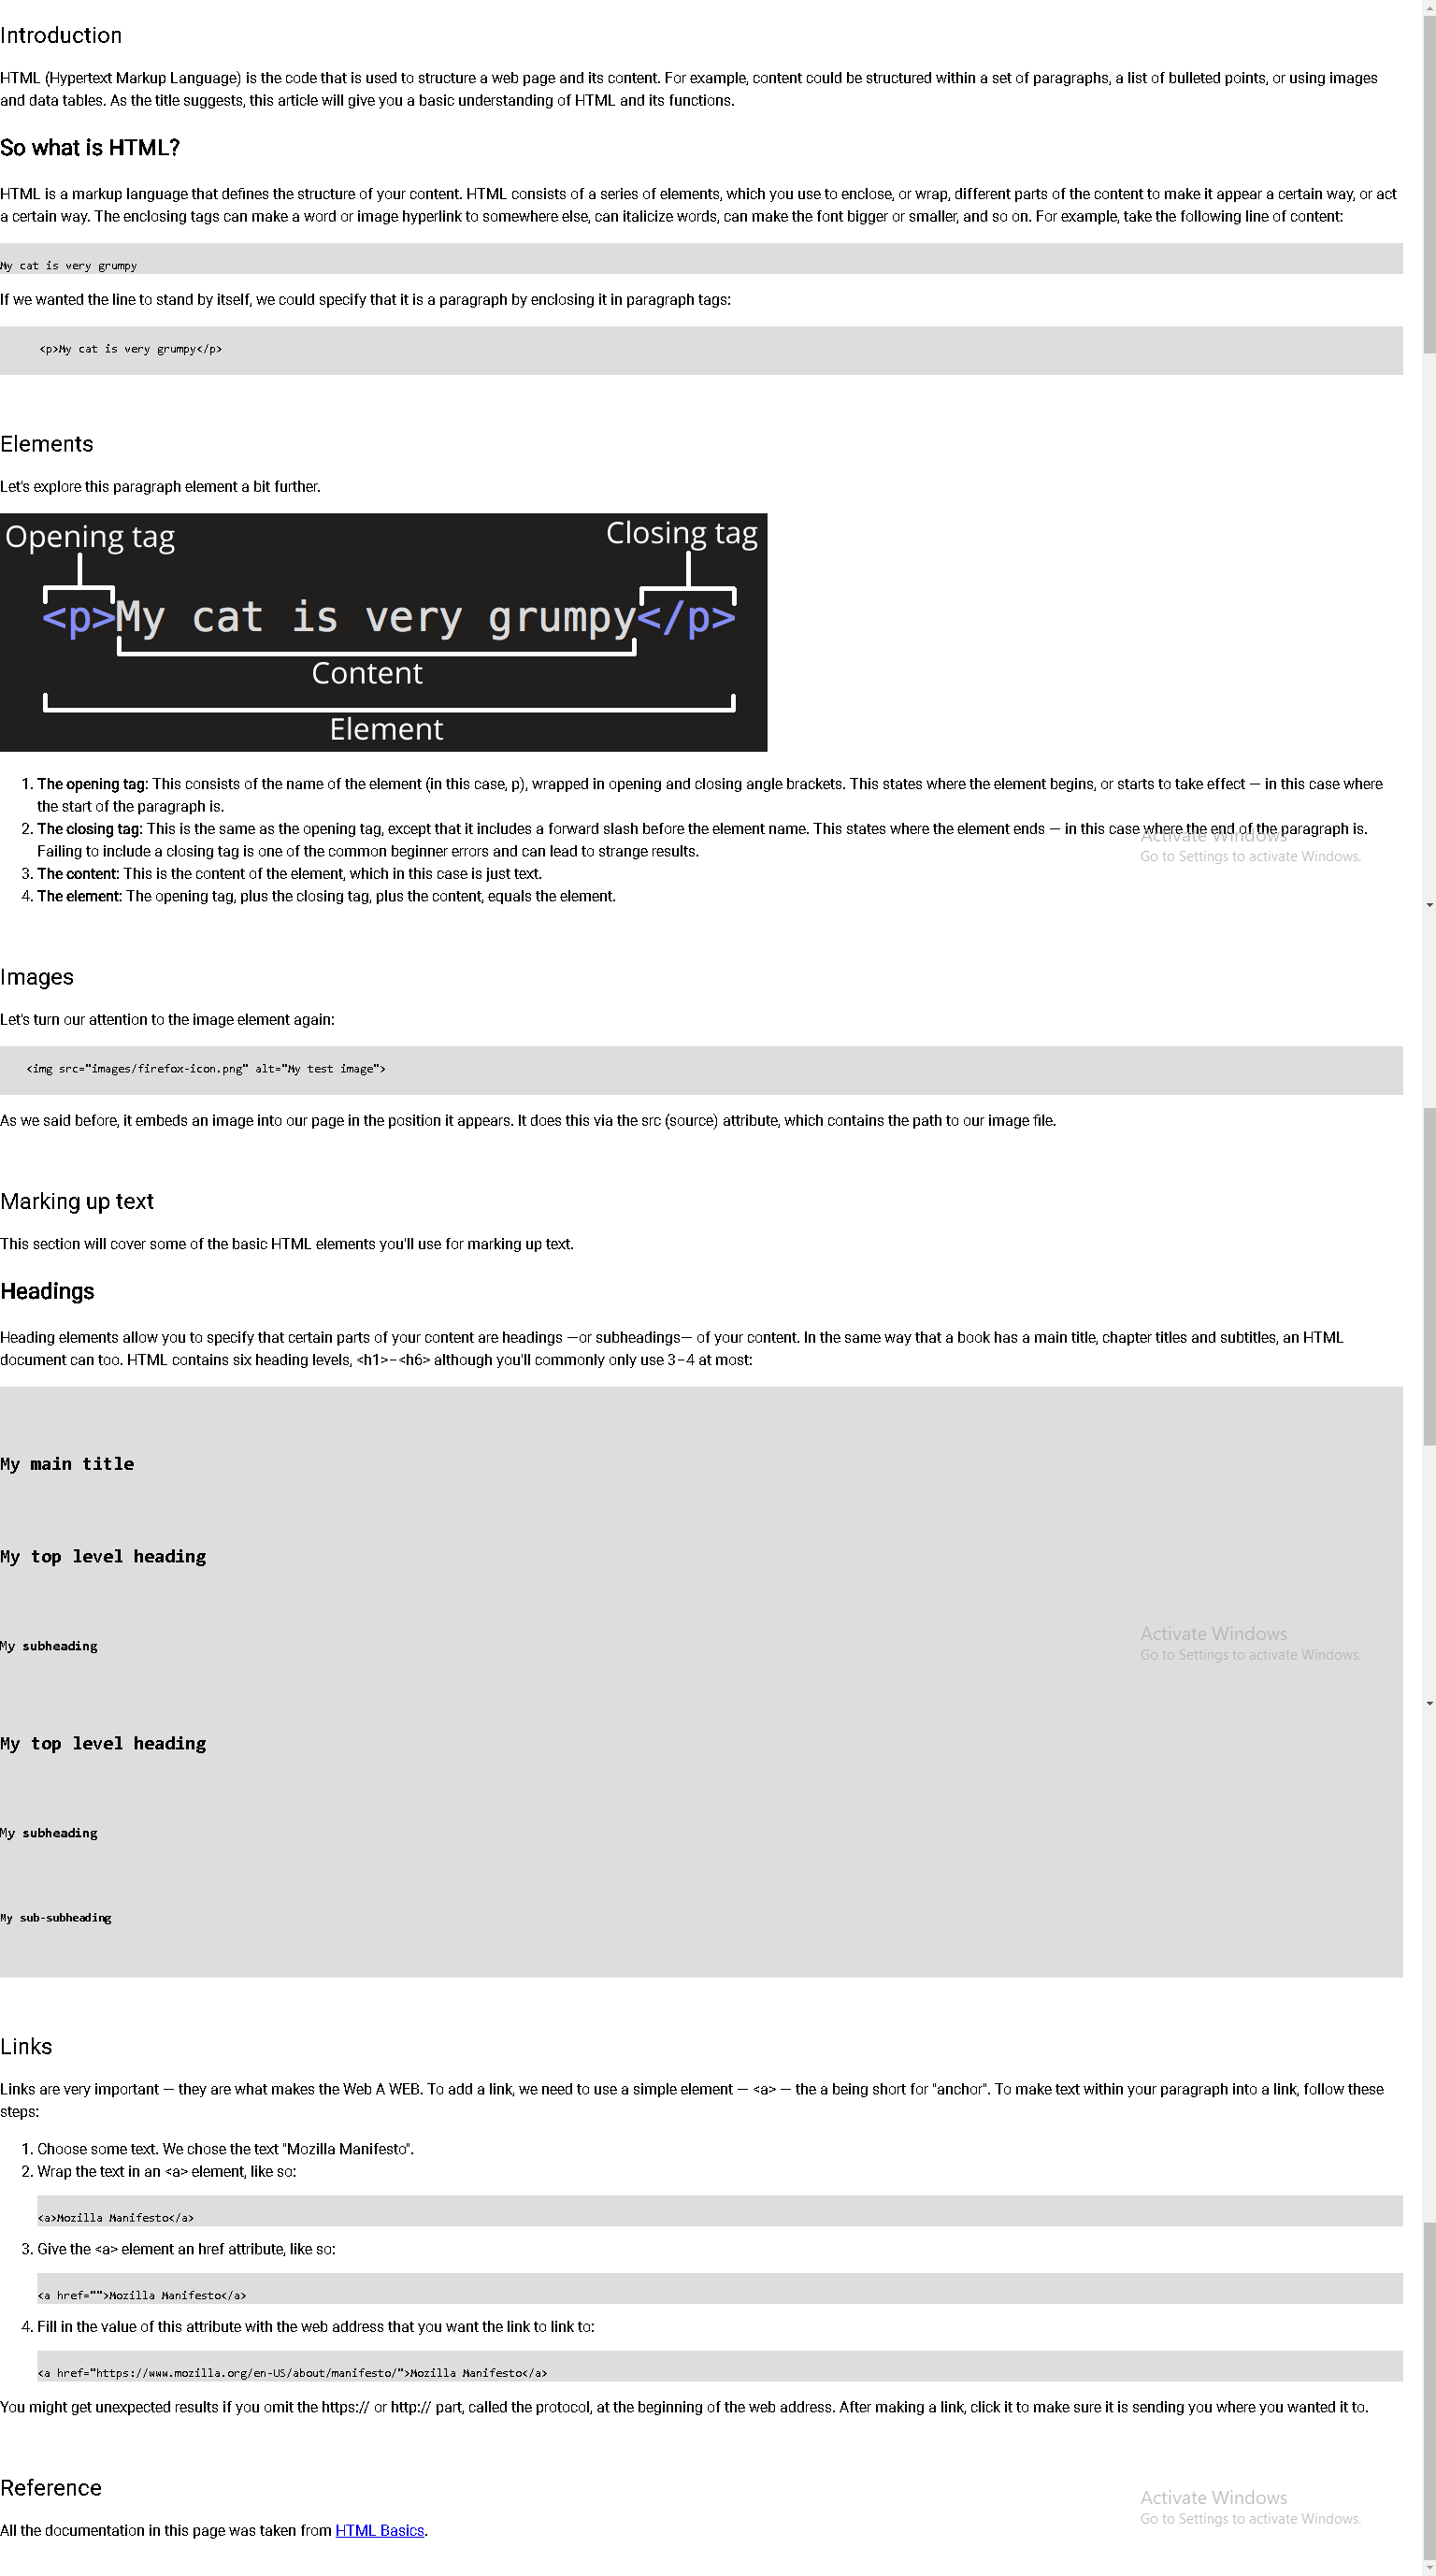 Introduction
HTML (Hypertext Markup Language) is the code that is used to structure a web page and its content. For example, content could be structured within a set of paragraphs, a list of bulleted points, or using images
and data tables. As the title suggests, this article will give you a basic understanding of HTML and its functions.
So what is HTML?
HTML is a markup language that defines the structure of your content. HTML consists of a series of elements, which you use to enclose, or wrap, different parts of the content to make it appear a certain way, or act
a certain way. The enclosing tags can make a word or image hyperlink to somewhere else, can italicize words, can make the font bigger or smaller, and so on. For example, take the following line of content:
My cat is very grumpy
If we wanted the line to stand by itself, we could specify that it is a paragraph by enclosing it in paragraph tags:
<p>My cat is very grumpy</p>
Elements
Let's explore this paragraph element a bit further.
Opening tag
Closing tag
<p>My cat is very grumpy</p>
Content
Element
1. The opening tag: This consists of the name of the element (in this case, p), wrapped in opening and closing angle brackets. This states where the element begins, or starts to take effect — in this case where
the start of the paragraph is.
2. The closing tag: This is the same as the opening tag, except that it includes a forward slash before the element name. This states where the element ends — in this case where the end of the paragraph is.
Activate Windows
Failing to include a closing tag is one of the common beginner errors and can lead to strange results.
Go to Settings to activate Windows.
3. The content: This is the content of the element, which in this case is just text.
4. The element: The opening tag, plus the closing tag, plus the content, equals the element.
Images
Let's turn our attention to the image element again:
<img src="images/firefox-icon.png" alt="My test image">
As we said before, it embeds an image into our page in the position it appears. It does this via the src (source) attribute, which contains the path to our image file.
Marking up text
This section will cover some of the basic HTML elements you'll use for marking up text.
Headings
Heading elements allow you to specify that certain parts of your content are headings —or subheadings— of your content. In the same way that a book has a main title, chapter titles and subtitles, an HTML
document can too. HTML contains six heading levels, <h1>–<h6> although you'll commonly only use 3–4 at most:
My main title
My top level heading
My subheading
Activate Windows
Go to Settings to activate Windows.
My top level heading
My subheading
My sub-subheading
Links
Links are very important — they are what makes the Web A WEB. To add a link, we need to use a simple element — <a> — the a being short for "anchor". To make text within your paragraph into a link, follow these
steps:
1. Choose some text. We chose the text "Mozilla Manifesto".
2. Wrap the text in an <a> element, like so:
<a>Mozilla Manifesto</a>
3. Give the <a> element an href attribute, like so:
<a href="">Mozilla Manifesto</a>
4. Fill in the value of this attribute with the web address that you want the link to link to:
<a href="https://www.mozilla.org/en-US/about/manifesto/">Mozilla Manifesto</a>
You might get unexpected results if you omit the https:// or http:// part, called the protocol, at the beginning of the web address. After making a link, click it to make sure it is sending you where you wanted it to.
Reference
Activate Windows
Go to Settings to activate Windows.
All the documentation in this page was taken from HTML Basics.